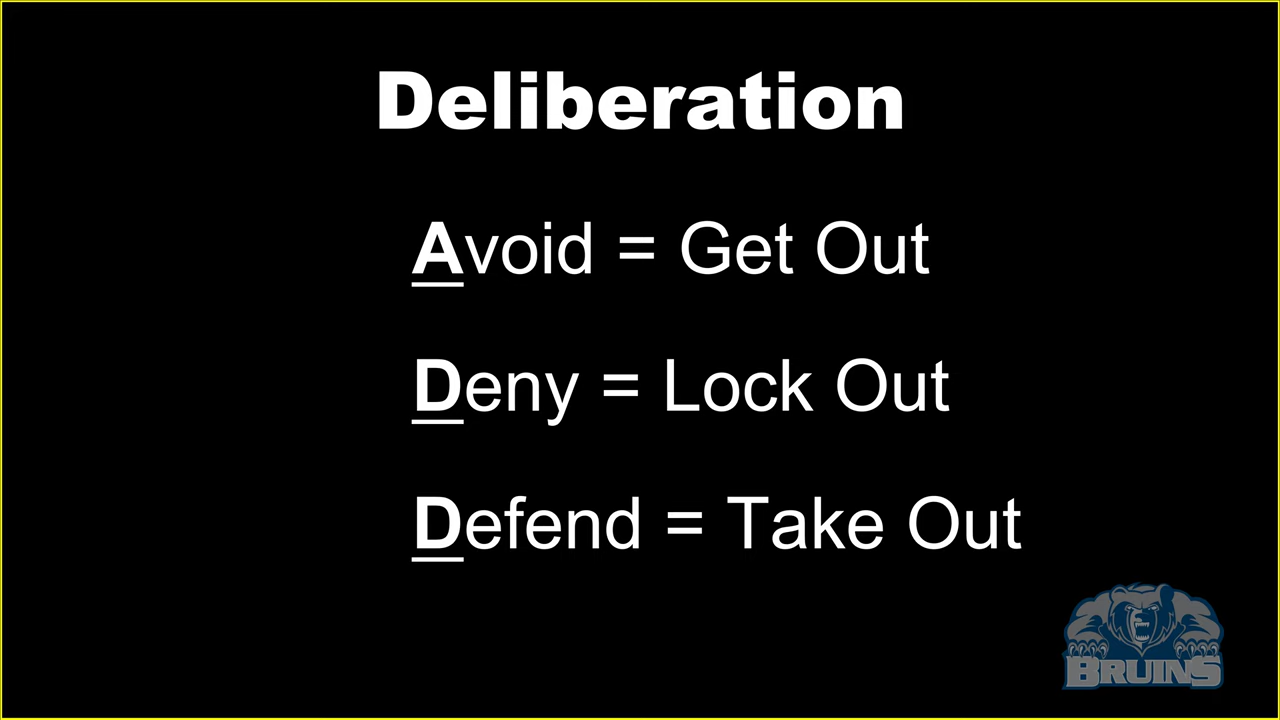 Deliberation
Avoid = Get Out
Deny = Lock Out
Defend = Take Out
BRUINS